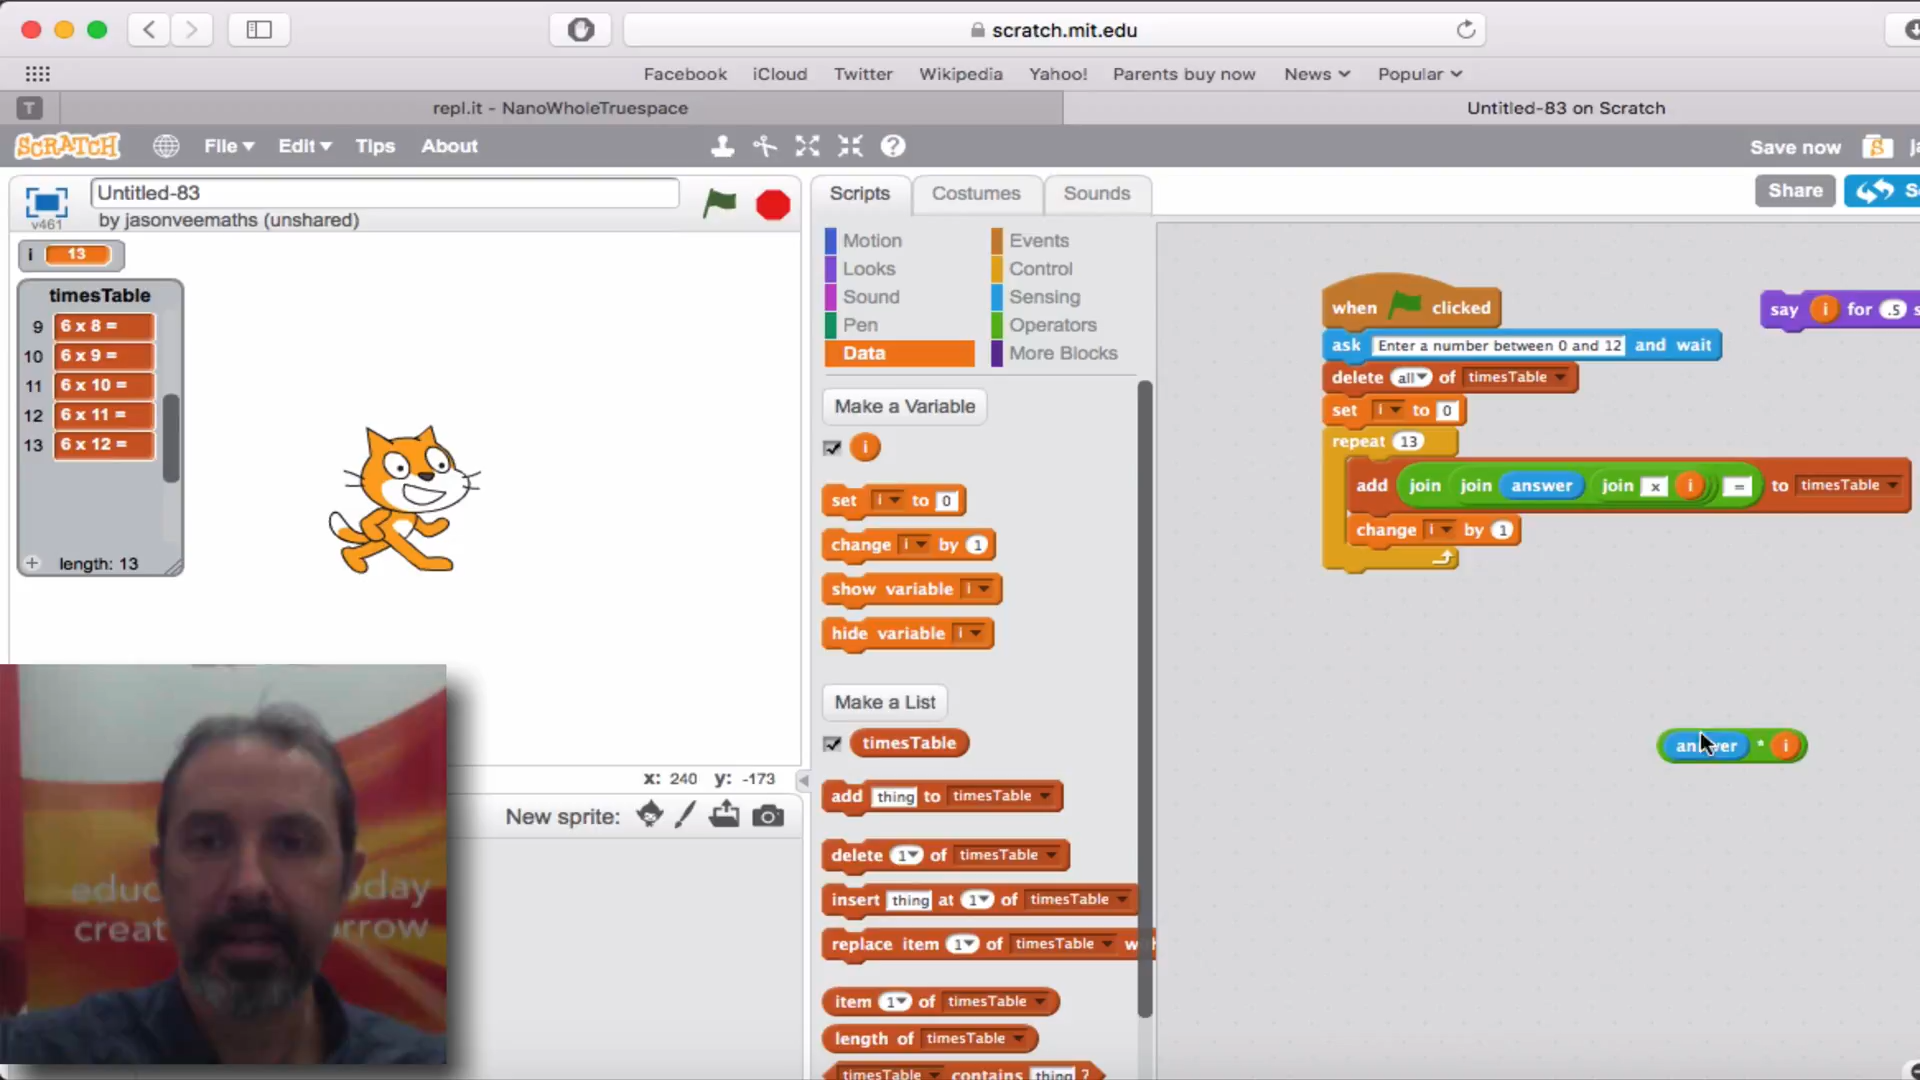 scratch.mit.edu
Facebook iCloud Twitter Wikipedia Yahoo! Parents buy now News Popular
T repl.it - NanoWholeTruespace Untitled-83 on Scratch
SCRATCH File Edit Tips About Save now
Untitled-83
v461 by jasonveemaths (unshared)
Scripts Costumes Sounds Share
i 13
timesTable
9 6 x 8 =
10 6 x 9 =
11 6 x 10 =
12 6 x 11 =
13 6 x 12 =
+ length: 13
x: 240 y: -173
New sprite:
Motion Events
Looks Control
Sound Sensing
Pen Operators
Data More Blocks
Make a Variable
i
set i to 0
change i by 1
show variable i
hide variable i
Make a List
timesTable
add thing to timesTable
delete 1 of timesTable
insert thing at 1 of timesTable
replace item 1 of timesTable
item 1 of timesTable
length of timesTable
timesTable contains thing ?
when clicked
ask Enter a number between 0 and 12 and wait
delete all of timesTable
set i to 0
repeat 13
add join join answer join x i = to timesTable
change i by 1
say i for .5 s
answer * i